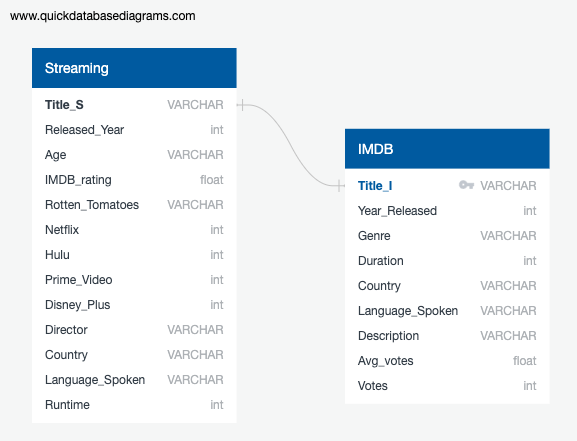 www.quickdatabasediagrams.com
Streaming
Title_S VARCHAR
Released_Year int
Age VARCHAR
IMDB_rating float
Rotten_Tomatoes VARCHAR
Netflix int
Hulu int
Prime_Video int
Disney_Plus int
Director VARCHAR
Country VARCHAR
Language_Spoken VARCHAR
Runtime int
IMDB
Title_I VARCHAR
Year_Released int
Genre VARCHAR
Duration int
Country VARCHAR
Language_Spoken VARCHAR
Description VARCHAR
Avg_votes float
Votes int